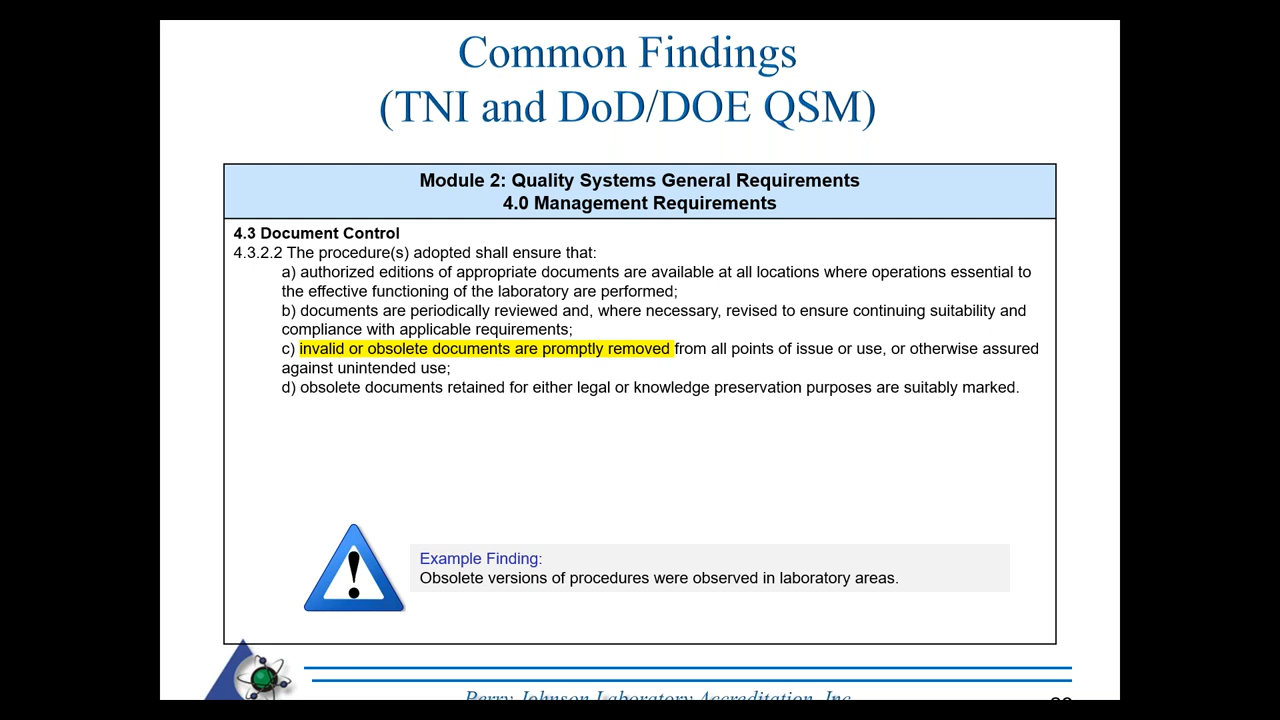 Common Findings
(TNI and DoD/DOE QSM)
Module 2: Quality Systems General Requirements
4.0 Management Requirements
4.3 Document Control
4.3.2.2 The procedure(s) adopted shall ensure that:
a) authorized editions of appropriate documents are available at all locations where operations essential to
the effective functioning of the laboratory are performed;
b) documents are periodically reviewed and, where necessary, revised to ensure continuing suitability and
compliance with applicable requirements;
c) invalid or obsolete documents are promptly removed from all points of issue or use, or otherwise assured
against unintended use;
d) obsolete documents retained for either legal or knowledge preservation purposes are suitably marked.
Example Finding:
Obsolete versions of procedures were observed in laboratory areas.
Perry Johnson Laboratory Accreditation, Inc